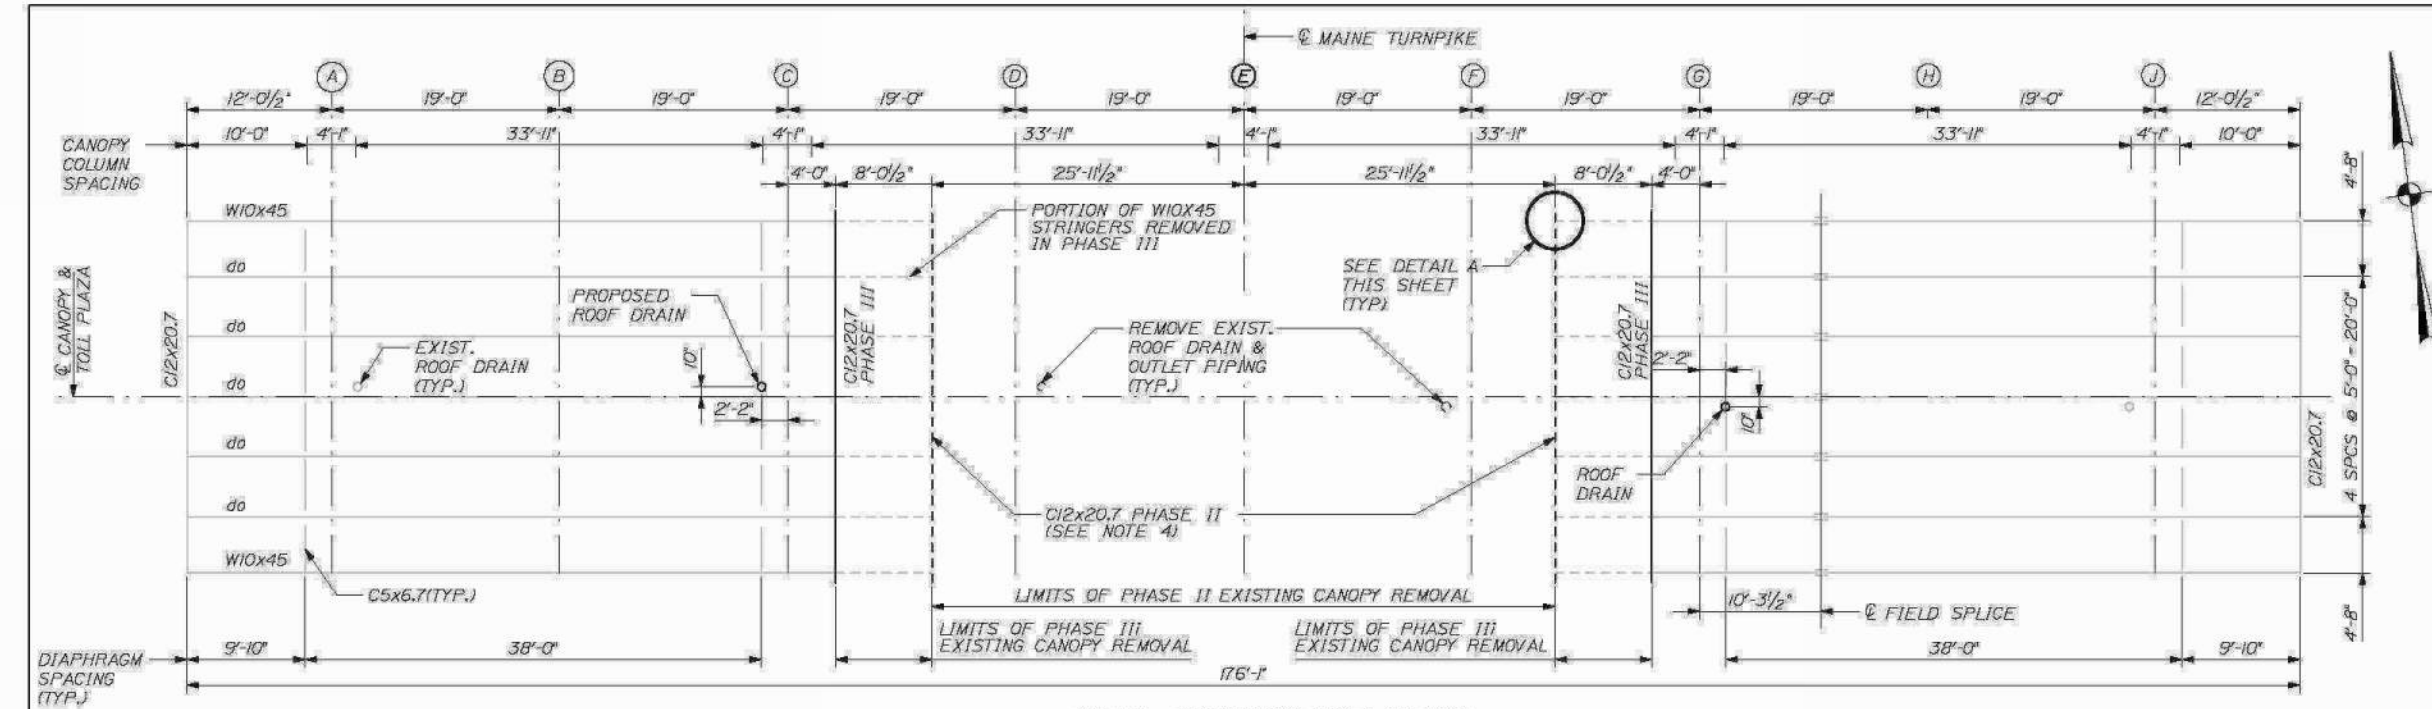 ℄ MAINE TURNPIKE
A B C D E F G H J
12'-0½" 19'-0" 19'-0" 19'-0" 19'-0" 19'-0" 19'-0" 19'-0" 19'-0" 12'-0½"
CANOPY
COLUMN
SPACING
10'-0" 4'-1" 33'-11" 4'-1" 33'-11" 4'-1" 33'-11" 4'-1" 33'-11" 4'-1" 10'-0"
4'-0" 8'-0½" 25'-11½" 25'-11½" 8'-0½" 4'-0"
4'-8"
W10x45
PORTION OF W10X45
STRINGERS REMOVED
IN PHASE III
do
SEE DETAIL A
THIS SHEET
(TYP)
℄ CANOPY &
TOLL PLAZA
C12x20.7
do
PROPOSED
ROOF DRAIN
EXIST.
ROOF DRAIN
(TYP.)
do
10"
2'-2"
C12x20.7
PHASE III
REMOVE EXIST.
ROOF DRAIN &
OUTLET PIPING
(TYP.)
C12x20.7
PHASE III
2'-2"
10"
do
ROOF
DRAIN
C12x20.7
4 SPCS @ 5'-0" = 20'-0"
do
C12x20.7 PHASE II
(SEE NOTE 4)
W10x45
C5x6.7(TYP.)
LIMITS OF PHASE II EXISTING CANOPY REMOVAL
10'-3½"
℄ FIELD SPLICE
4'-8"
LIMITS OF PHASE III
EXISTING CANOPY REMOVAL
LIMITS OF PHASE III
EXISTING CANOPY REMOVAL
DIAPHRAGM
SPACING
(TYP.)
9'-10" 38'-0" 38'-0" 9'-10"
176'-1"